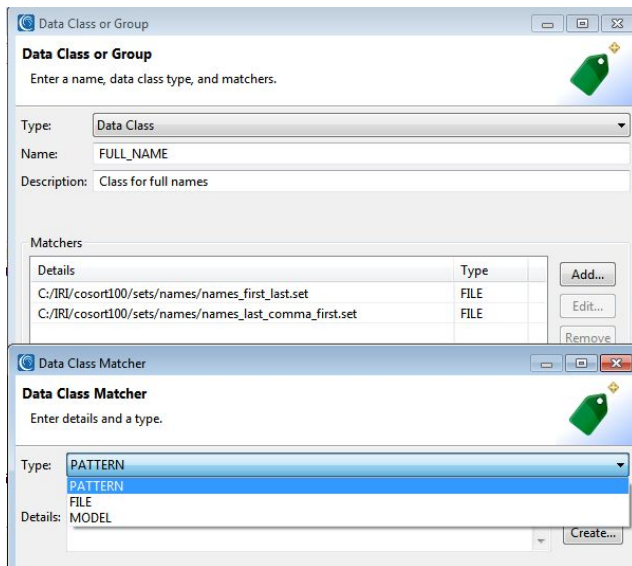 Data Class or Group
Data Class or Group
Enter a name, data class type, and matchers.
Type: Data Class
Name: FULL_NAME
Description: Class for full names
Matchers
Details Type
Add...
C:/IRI/cosort100/sets/names/names_first_last.set FILE
C:/IRI/cosort100/sets/names/names_last_comma_first.set FILE
Edit...
Remove
Data Class Matcher
Data Class Matcher
Enter details and a type.
Type: PATTERN
PATTERN
FILE
Details: MODEL
Create...